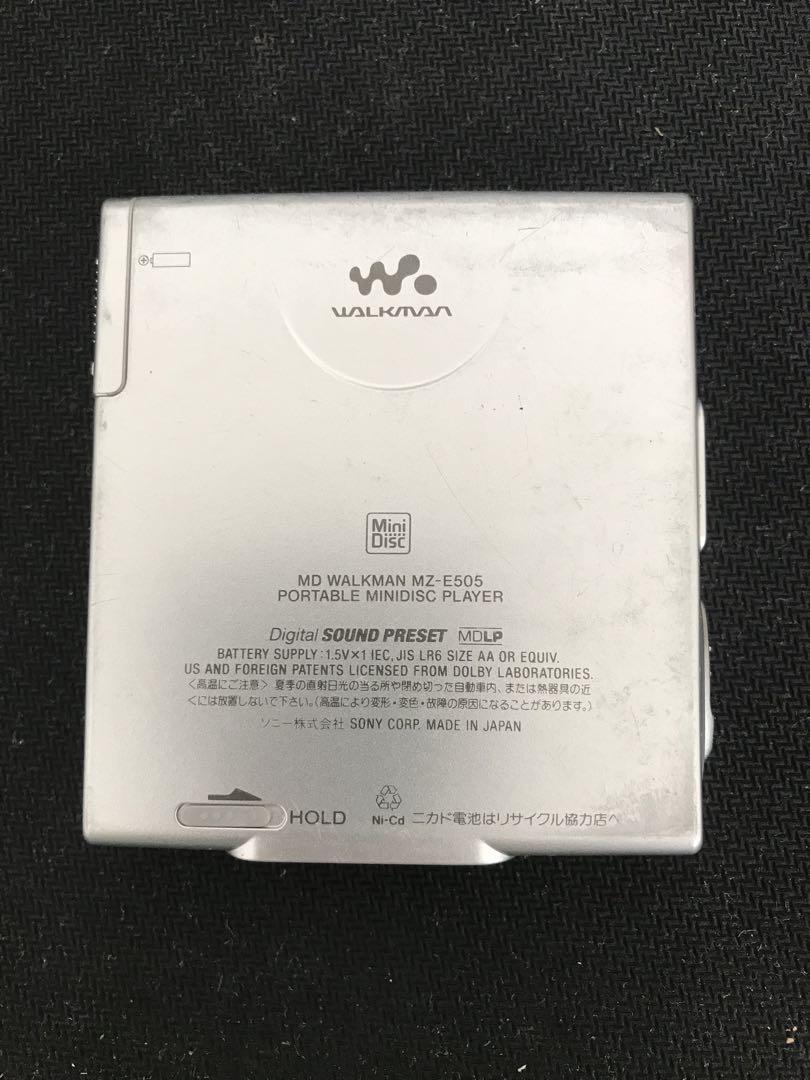 WALKMAN
Mini
Disc
MD WALKMAN MZ-E505
PORTABLE MINIDISC PLAYER
Digital SOUND PRESET MDLP
BATTERY SUPPLY : 1.5V×1 IEC, JIS LR6 SIZE AA OR EQUIV.
US AND FOREIGN PATENTS LICENSED FROM DOLBY LABORATORIES.
<高温にご注意> 夏季の直射日光の当る所や閉め切った自動車内、または熱器具の近
くには放置しないで下さい。(高温により変形・変色・故障の原因になることがあります。)
ソニー株式会社 SONY CORP. MADE IN JAPAN
HOLD
Ni-Cd ニカド電池はリサイクル協力店へ